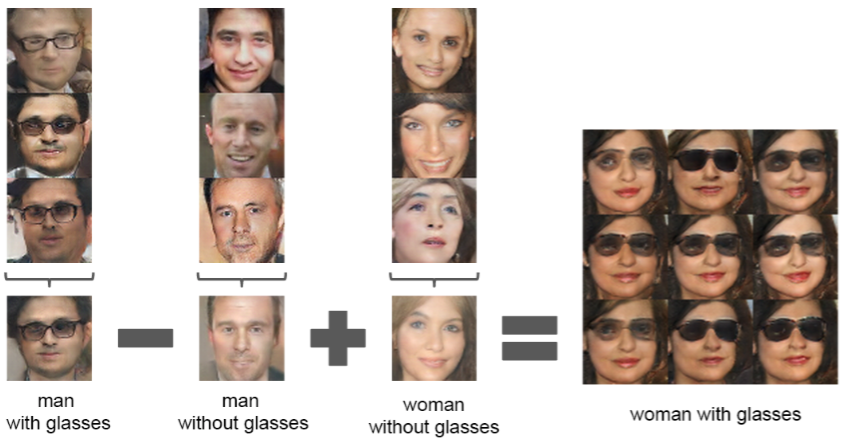 man
with glasses
man
without glasses
woman
without glasses
woman with glasses